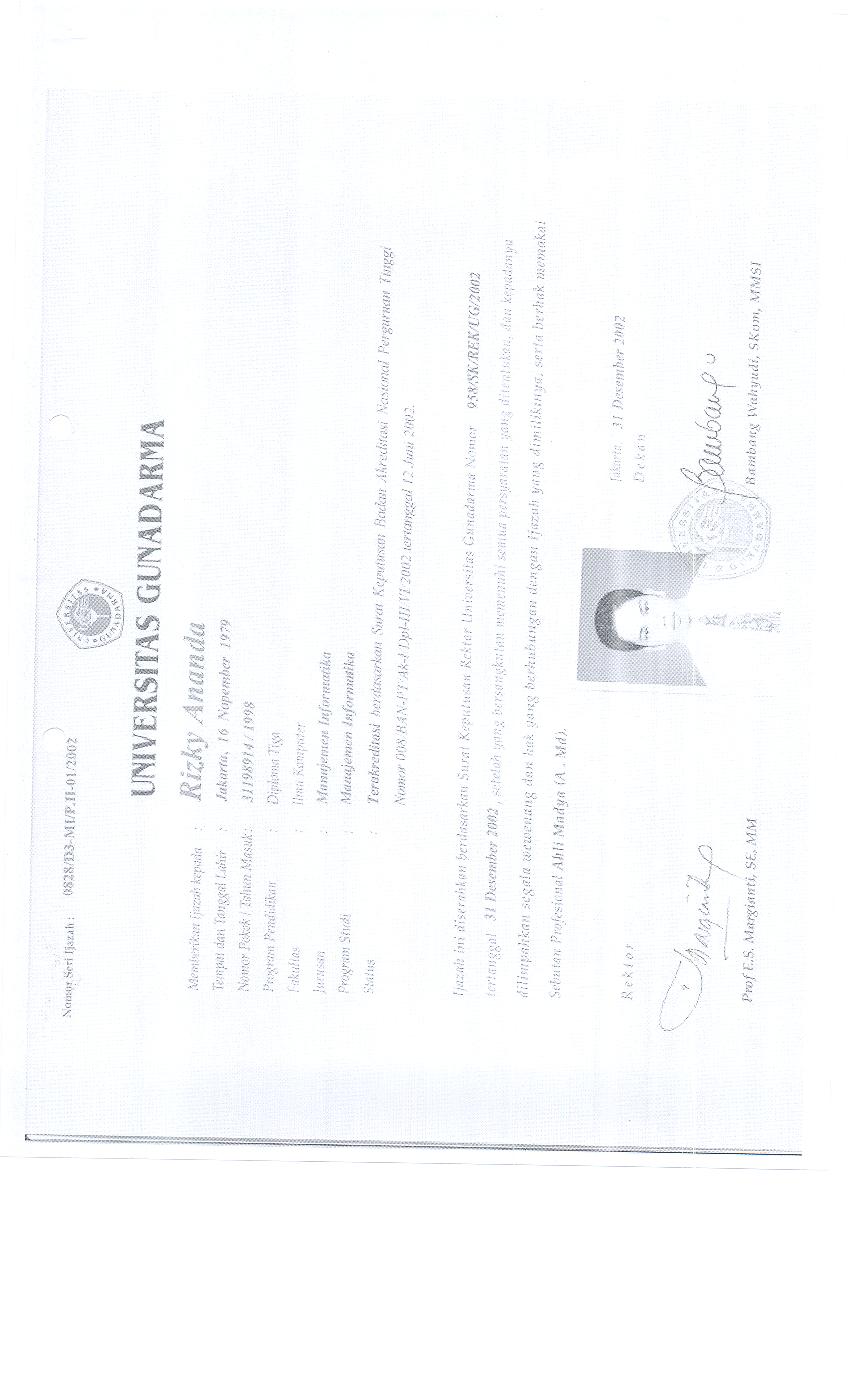 Nomor Seri Ijazah : 0828/D3-MI/P.II-01/2002
UNIVERSITAS GUNADARMA
UNIVERSITAS GUNADARMA
Memberikan Ijazah kepada : Rizky Ananda
Tempat dan Tanggal Lahir : Jakarta, 16 Nopember 1979
Nomor Pokok / Tahun Masuk : 31198914 / 1998
Program Pendidikan : Diploma Tiga
Fakultas : Ilmu Komputer
Jurusan : Manajemen Informatika
Program Studi : Manajemen Informatika
Status : Terakreditasi berdasarkan Surat Keputusan Badan Akreditasi Nasional Perguruan Tinggi
Nomor 008/BAN-PT/Ak-I/Dpl-III/VI/2002 tertanggal 12 Juni 2002.
Ijazah ini diserahkan berdasarkan Surat Keputusan Rektor Universitas Gunadarma Nomor 958/SK/REK/UG/2002
tertanggal 31 Desember 2002 , setelah yang bersangkutan memenuhi semua persyaratan yang ditentukan, dan kepadanya
dilimpahkan segala wewenang dan hak yang berhubungan dengan ijazah yang dimilikinya, serta berhak memakai
Sebutan Profesional Ahli Madya (A . Md).
Jakarta 31 Desember 2002
Rektor
Dekan
Prof E.S. Margianti, SE, MM
Bambang Wahyudi, SKom, MMSI